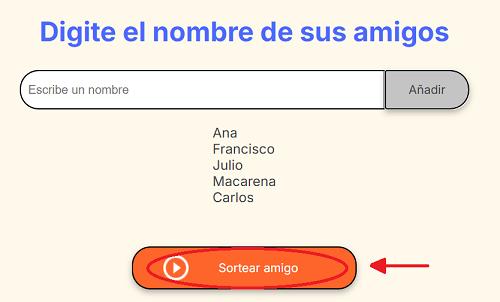 Digite el nombre de sus amigos
Escribe un nombre
Añadir
Ana
Francisco
Julio
Macarena
Carlos
Sortear amigo